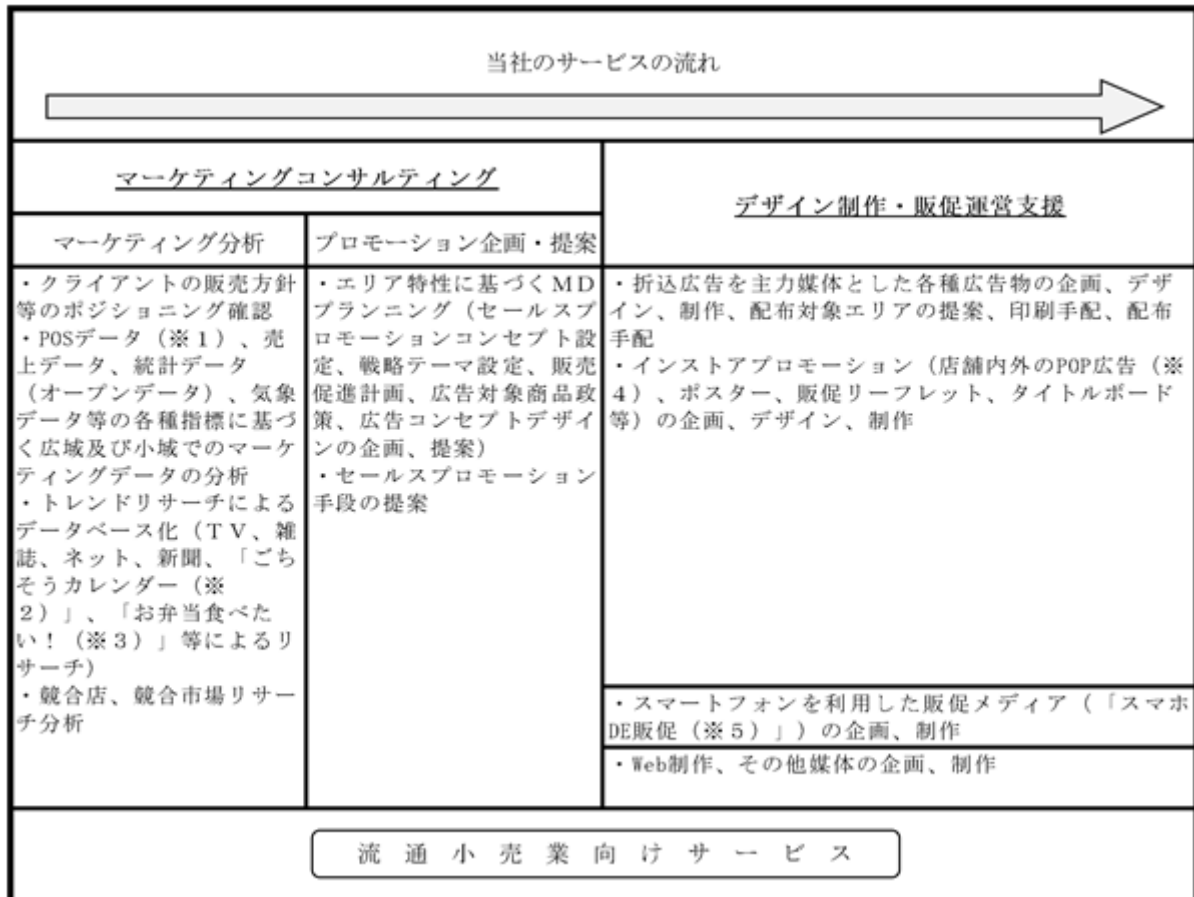 当社のサービスの流れ
マーケティングコンサルティング
デザイン制作・販促運営支援
マーケティング分析
プロモーション企画・提案
・クライアントの販売方針
等のポジショニング確認
・POSデータ（※１）、売
上データ、統計データ
（オープンデータ）、気象
データ等の各種指標に基づ
く広域及び小域でのマーケ
ティングデータの分析
・トレンドリサーチによる
データベース化（ＴＶ、雑
誌、ネット、新聞、「ごち
そうカレンダー（※
２）」、「お弁当食べた
い！（※３）」等によるリ
サーチ）
・競合店、競合市場リサー
チ分析
・エリア特性に基づくＭＤ
プランニング（セールスプ
ロモーションコンセプト設
定、戦略テーマ設定、販売
促進計画、広告対象商品政
策、広告コンセプトデザイ
ンの企画、提案）
・セールスプロモーション
手段の提案
・折込広告を主力媒体とした各種広告物の企画、デザ
イン、制作、配布対象エリアの提案、印刷手配、配布
手配
・インストアプロモーション（店舗内外のPOP広告（※
４）、ポスター、販促リーフレット、タイトルボード
等）の企画、デザイン、制作
・スマートフォンを利用した販促メディア（「スマホ
DE販促（※５）」）の企画、制作
・Web制作、その他媒体の企画、制作
流通小売業向けサービス